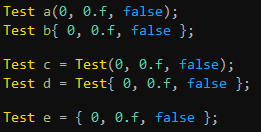 Test a(0, 0.f, false);
Test b{ 0, 0.f, false };
Test c = Test(0, 0.f, false);
Test d = Test{ 0, 0.f, false };
Test e = { 0, 0.f, false };